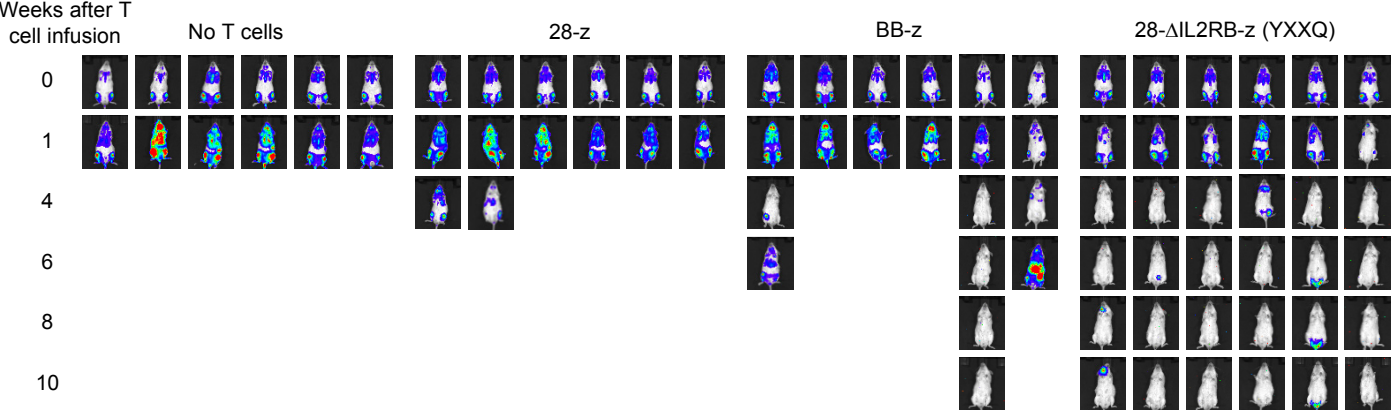 Weeks after T
cell infusion
No T cells
28-z
BB-z
28-ΔIL2RB-z (YXXQ)
0
1
4
6
8
10